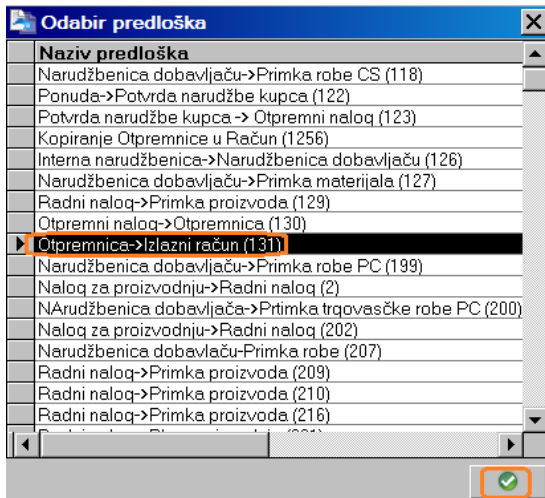 Odabir predloška
Naziv predloška
Narudžbenica dobavljaču->Primka robe CS (118)
Ponuda->Potvrda narudžbe kupca (122)
Potvrda narudžbe kupca -> Otpremni nalog (123)
Kopiranje Otpremnice u Račun (1256)
Interna narudžbenica->Narudžbenica dobavljaču (126)
Narudžbenica dobavljaču->Primka materijala (127)
Radni nalog->Primka proizvoda (129)
Otpremni nalog->Otpremnica (130)
Otpremnica->Izlazni račun (131)
Narudžbenica dobavljaču->Primka robe PC (199)
Nalog za proizvodnju->Radni nalog (2)
NArudžbenica dobavljača->Prtimka trgovasčke robe PC (200)
Nalog za proizvodnju->Radni nalog (202)
Narudžbenica dobavlaču-Primka robe (207)
Radni nalog->Primka proizvoda (209)
Radni nalog->Primka proizvoda (210)
Radni nalog->Primka proizvoda (216)